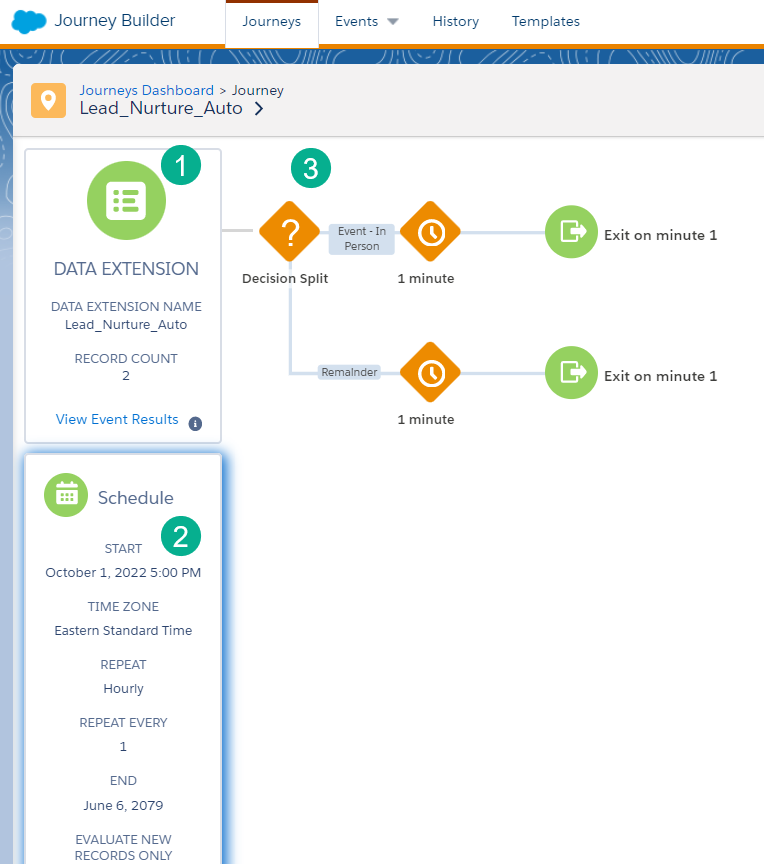 Journey Builder
Journeys
Events
History
Templates
Journeys Dashboard > Journey
Lead_Nurture_Auto
1
DATA EXTENSION
DATA EXTENSION NAME
Lead_Nurture_Auto
RECORD COUNT
2
View Event Results
i
3
?
Decision Split
Event - In
Person
1 minute
Exit on minute 1
Remainder
1 minute
Exit on minute 1
Schedule
2
START
October 1, 2022 5:00 PM
TIME ZONE
Eastern Standard Time
REPEAT
Hourly
REPEAT EVERY
1
END
June 6, 2079
EVALUATE NEW
RECORDS ONLY